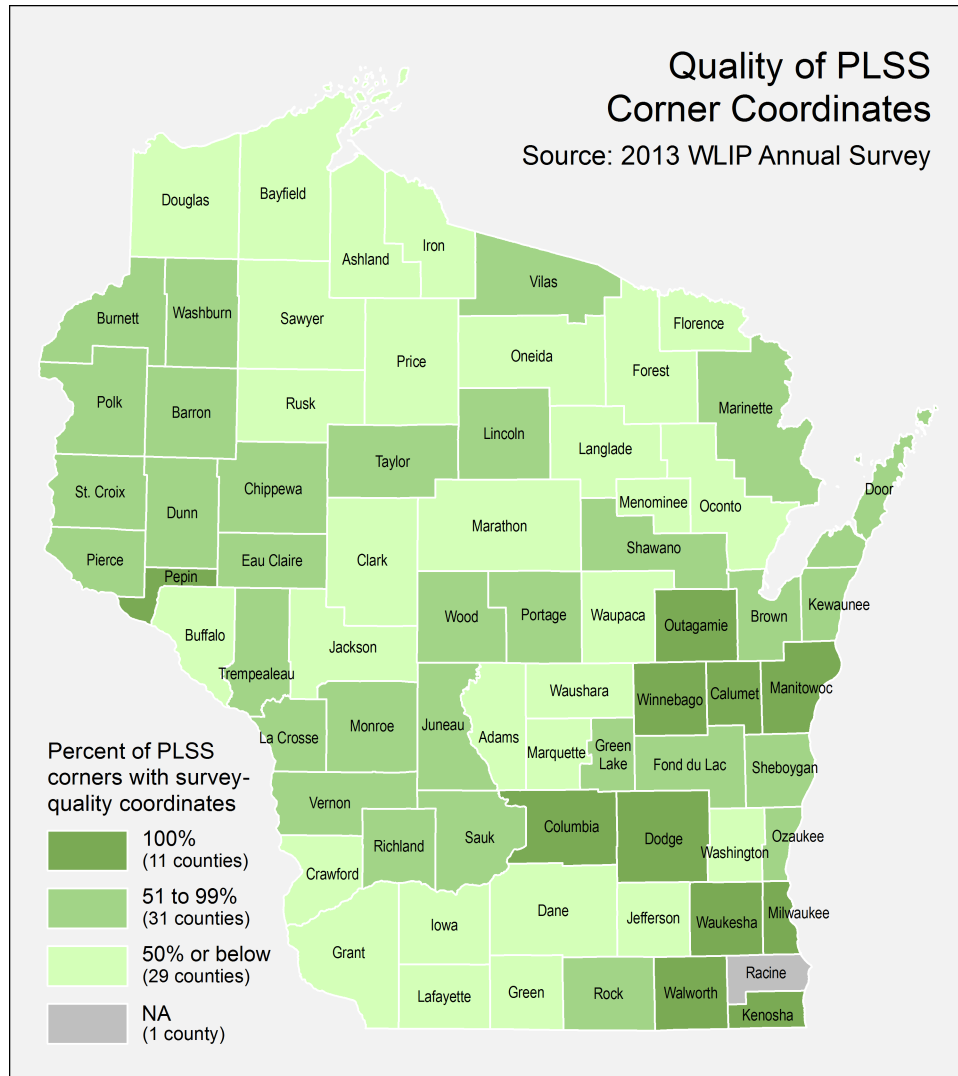 Quality of PLSS
Corner Coordinates
Source: 2013 WLIP Annual Survey
Douglas
Bayfield
Ashland
Iron
Vilas
Burnett
Washburn
Sawyer
Price
Oneida
Florence
Forest
Marinette
Polk
Barron
Rusk
Lincoln
Langlade
Taylor
Chippewa
St. Croix
Dunn
Menominee
Oconto
Door
Marathon
Clark
Shawano
Pierce
Pepin
Eau Claire
Wood
Portage
Waupaca
Outagamie
Brown
Kewaunee
Buffalo
Trempealeau
Jackson
Waushara
Winnebago
Calumet
Manitowoc
La Crosse
Monroe
Juneau
Adams
Marquette
Green
Lake
Fond du Lac
Sheboygan
Vernon
Richland
Sauk
Columbia
Dodge
Washington
Ozaukee
Crawford
Grant
Iowa
Dane
Jefferson
Waukesha
Milwaukee
Lafayette
Green
Rock
Walworth
Racine
Kenosha
Percent of PLSS
corners with survey-
quality coordinates
100%
(11 counties)
51 to 99%
(31 counties)
50% or below
(29 counties)
NA
(1 county)